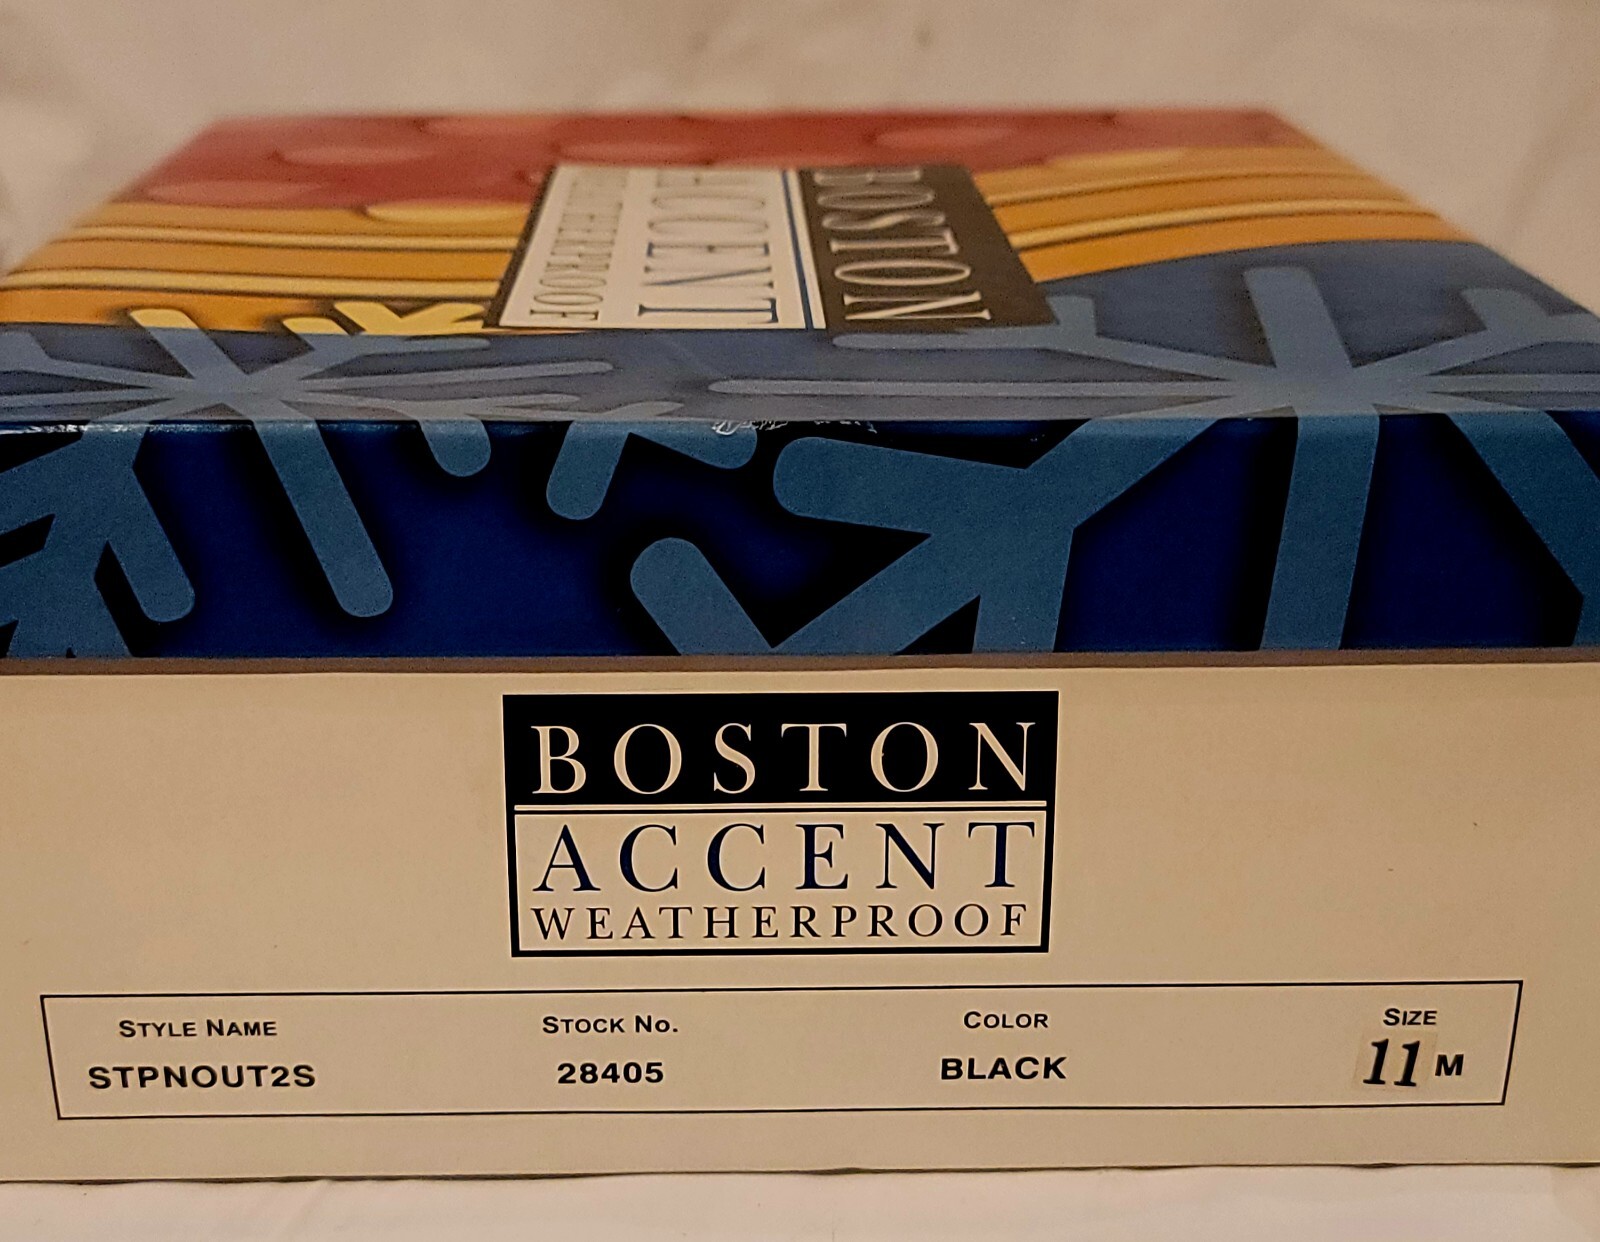 BOSTON
ACCENT
WEATHERPROOF
BOSTON
ACCENT
WEATHERPROOF
STYLE NAME STOCK No. COLOR SIZE
STPNOUT2S 28405 BLACK 11 M